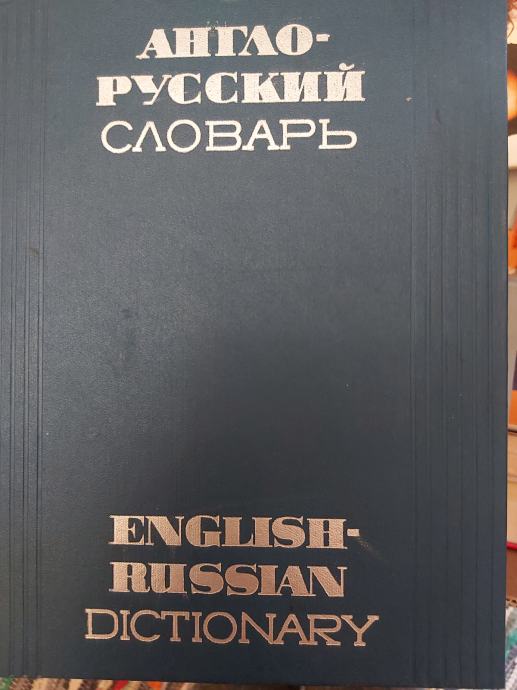 АНГЛО-
РУССКИЙ
СЛОВАРЬ
ENGLISH-
RUSSIAN
DICTIONARY